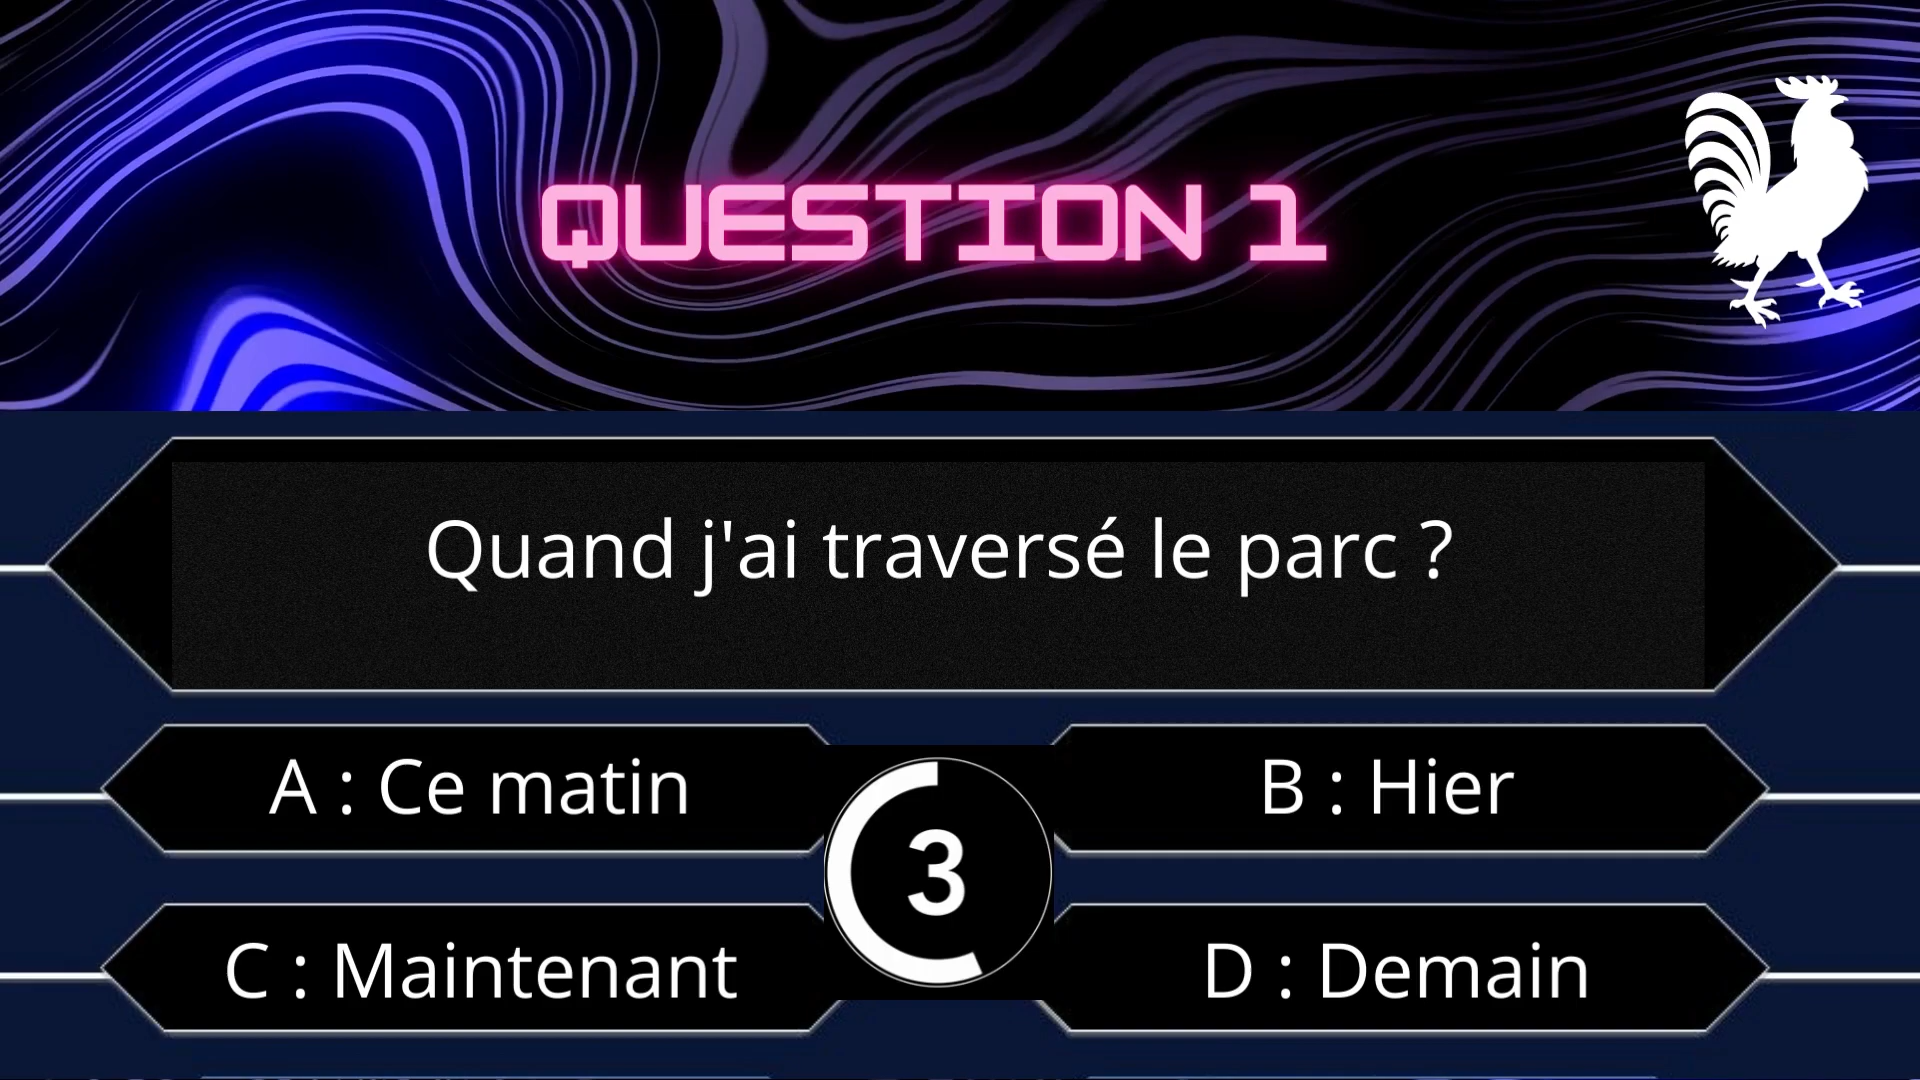 QUESTION 1
Quand j'ai traversé le parc ?
A : Ce matin
B : Hier
3
C : Maintenant
D : Demain